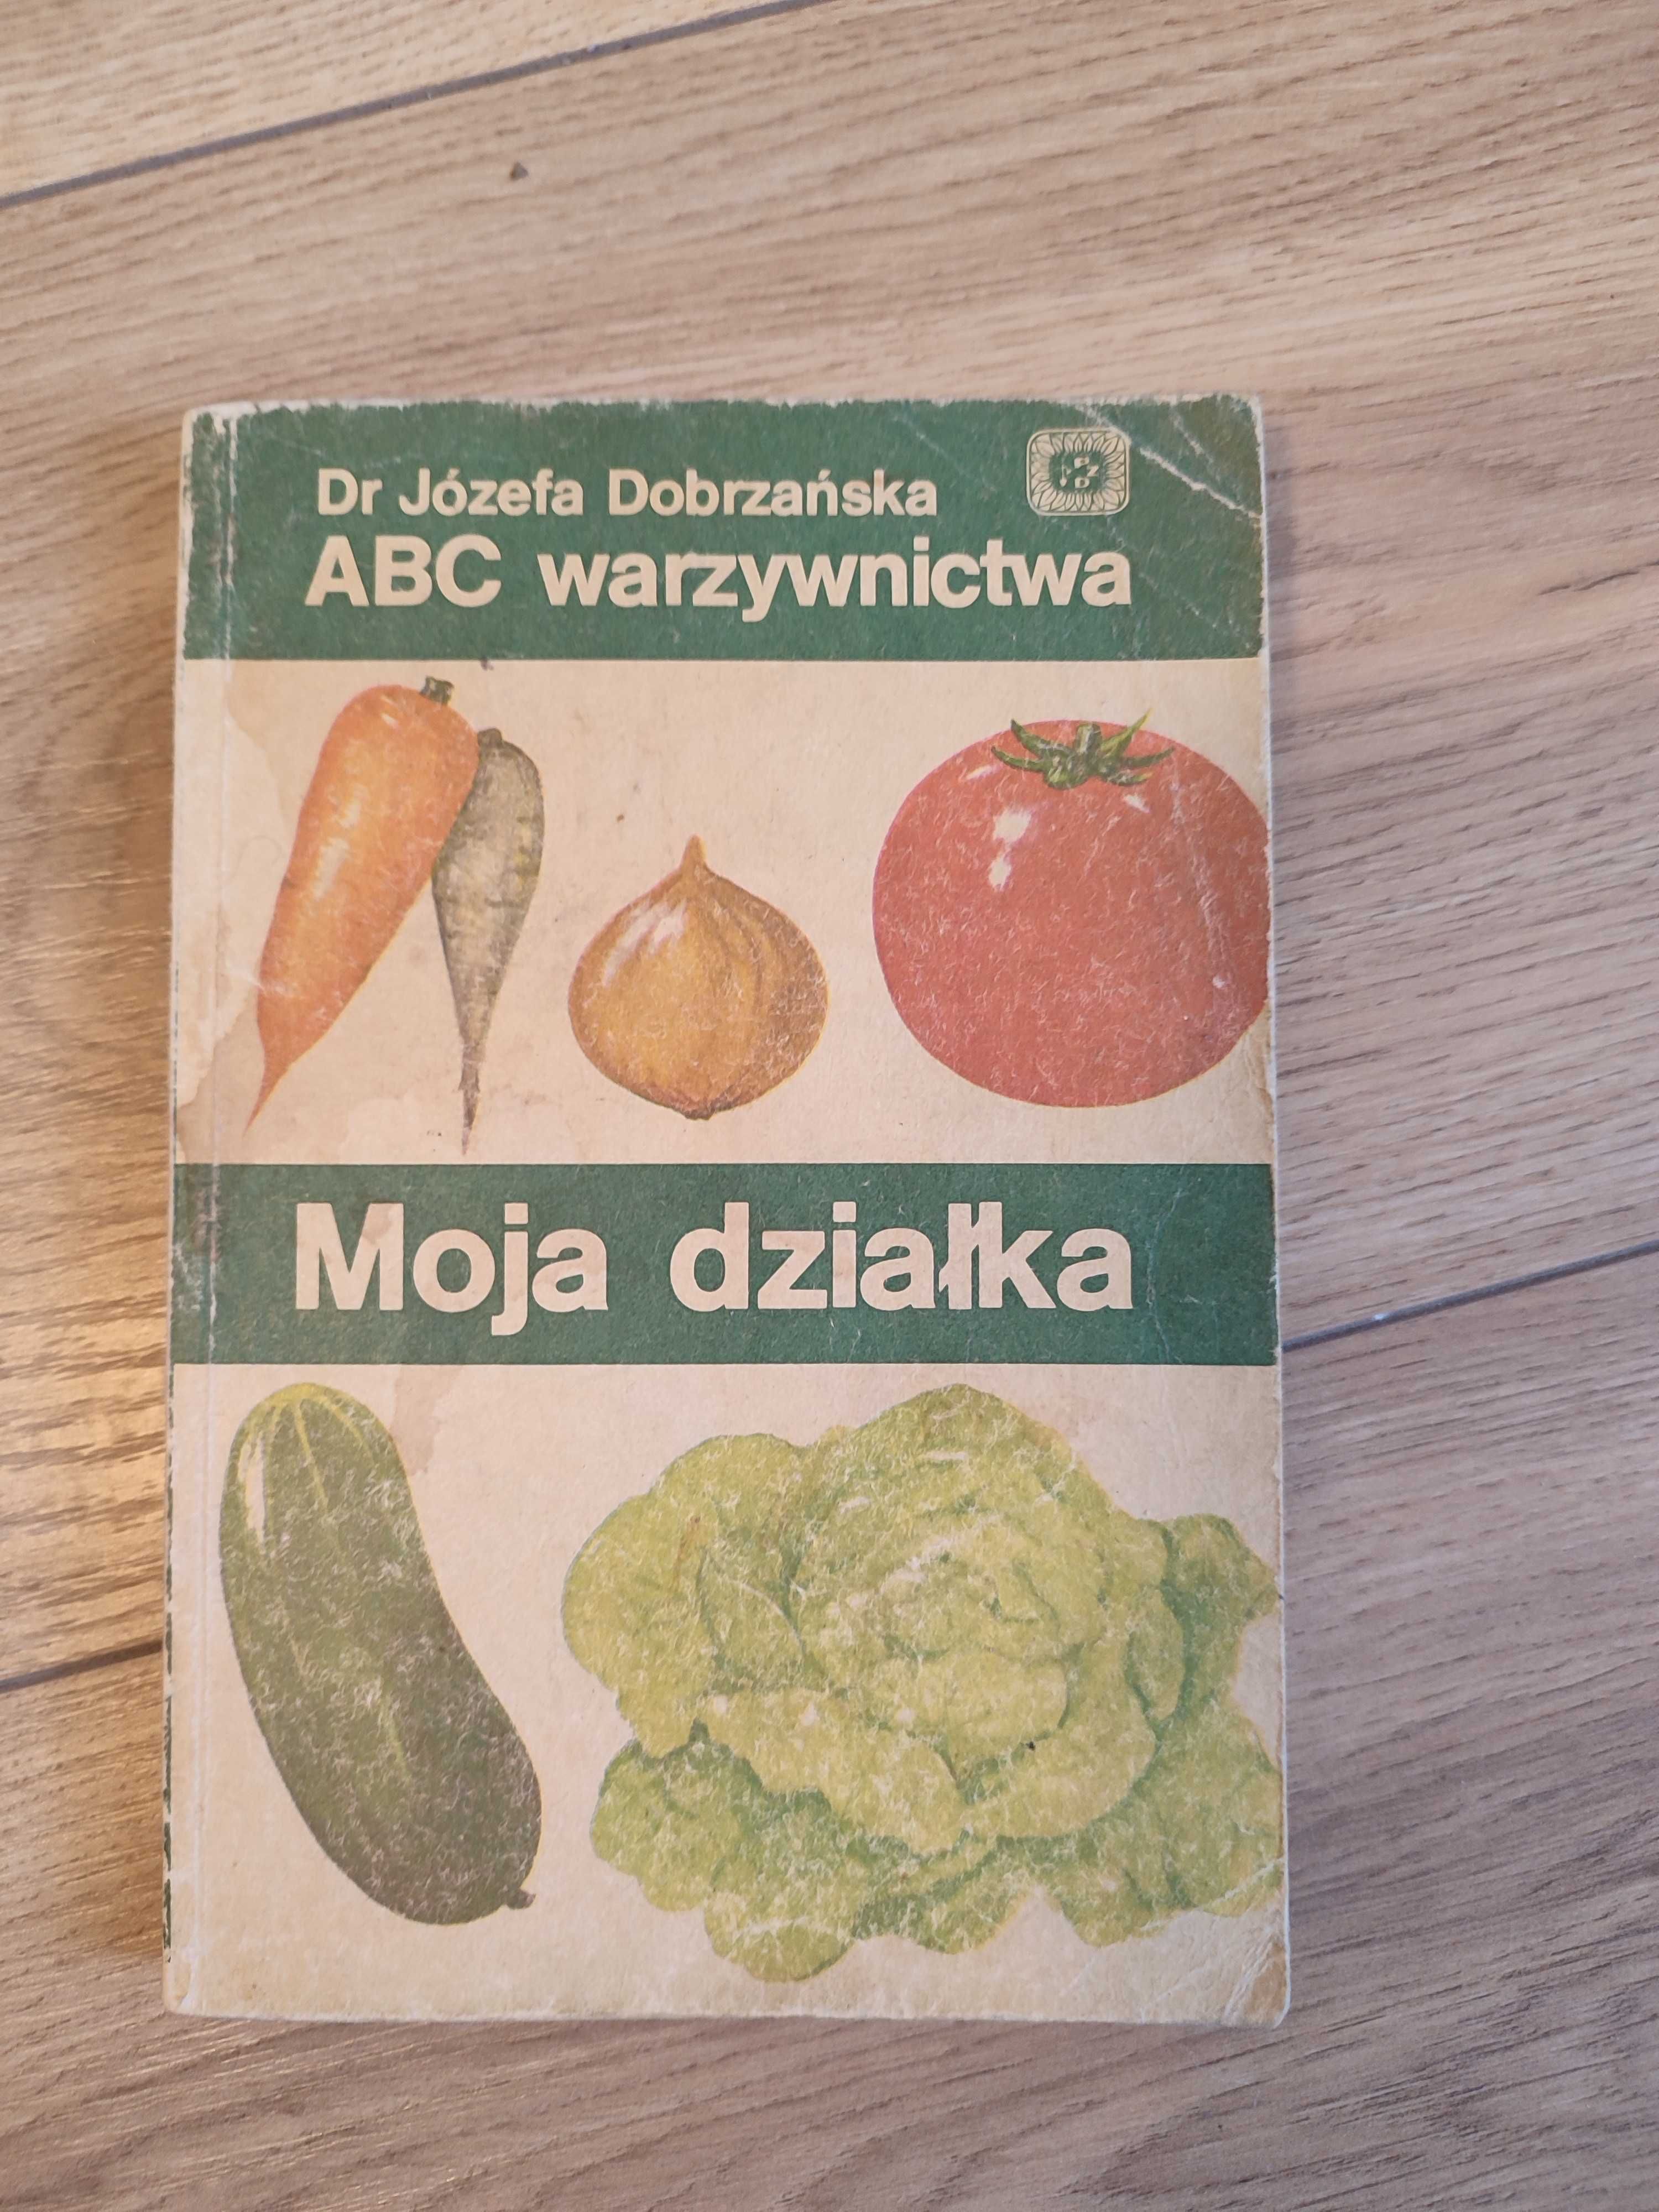 Dr Józefa Dobrzańska
ABC warzywnictwa
Moja działka